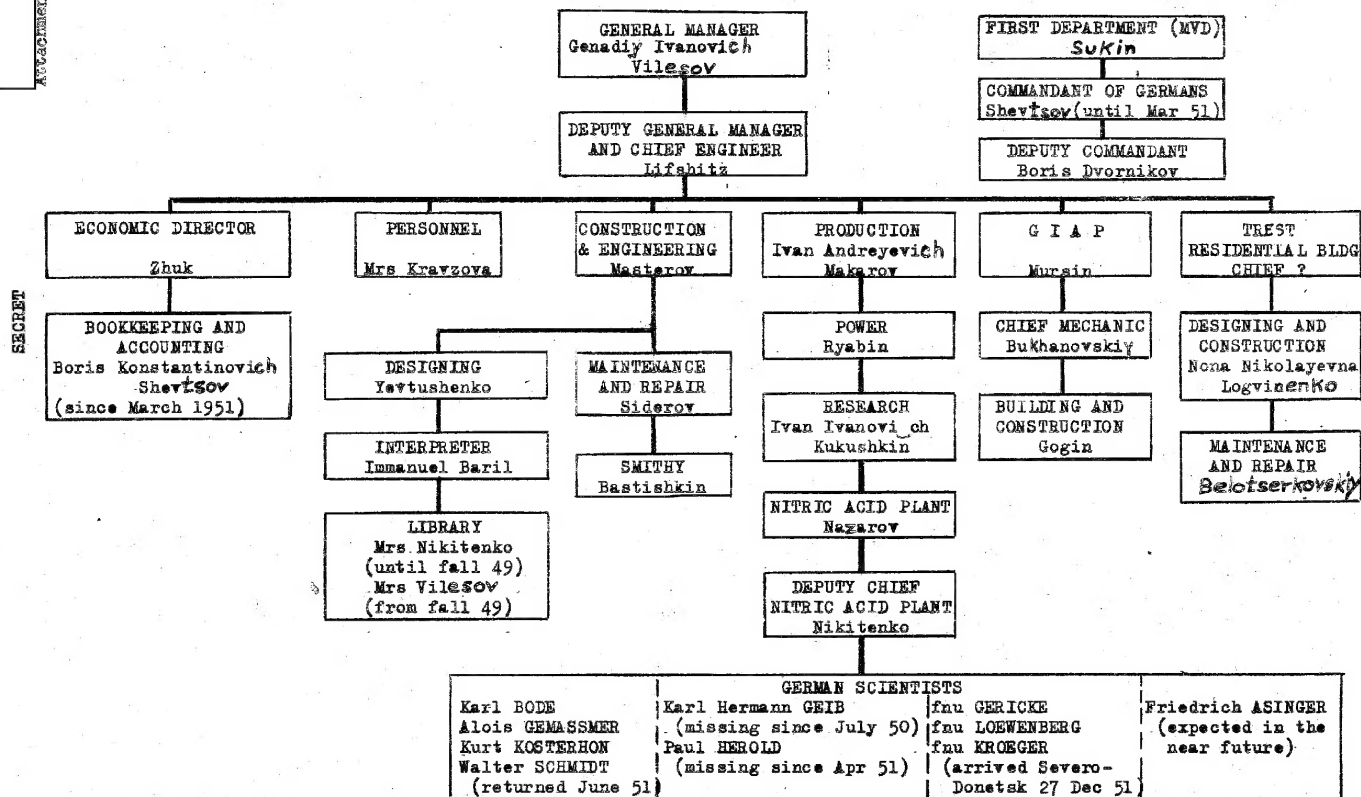 Attachmen
SECRET
GENERAL MANAGER
Genadiy Ivanovich
Vilesov
FIRST DEPARTMENT (MVD)
Sukin
COMMANDANT OF GERMANS
Shevtsov(until Mar 51)
DEPUTY COMMANDANT
Boris Dvornikov
DEPUTY GENERAL MANAGER
AND CHIEF ENGINEER
Lifshitz
ECONOMIC DIRECTOR
Zhuk
BOOKKEEPING AND
ACCOUNTING
Boris Konstantinovich
Shevtsov
(since March 1951)
PERSONNEL
Mrs Kravzova
CONSTRUCTION
& ENGINEERING
Masterov
DESIGNING
Yevtushenko
INTERPRETER
Immanuel Baril
LIBRARY
Mrs Nikitenko
(until fall 49)
Mrs Vilesov
(from fall 49)
MAINTENANCE
AND REPAIR
Siderov
SMITHY
Bastishkin
PRODUCTION
Ivan Andreyevich
Makarov
POWER
Ryabin
RESEARCH
Ivan Ivanovich
Kukushkin
NITRIC ACID PLANT
Nazarov
DEPUTY CHIEF
NITRIC ACID PLANT
Nikitenko
G I A P
Mursin
CHIEF MECHANIC
Bukhanovskiy
BUILDING AND
CONSTRUCTION
Gogin
TREST
RESIDENTIAL BLDG
CHIEF ?
DESIGNING AND
CONSTRUCTION
Nona Nikolayevna
Logvinenko
MAINTENANCE
AND REPAIR
Belotserkovskiy
GERMAN SCIENTISTS
Karl BODE
Alois GEMASSMER
Kurt KOSTERHON
Walter SCHMIDT
(returned June 51)
Karl Hermann GEIB
(missing since July 50)
Paul HEROLD
(missing since Apr 51)
fnu GERICKE
fnu LOEWENBERG
fnu KROEGER
(arrived Severo-
Donetsk 27 Dec 51)
Friedrich ASINGER
(expected in the
near future)